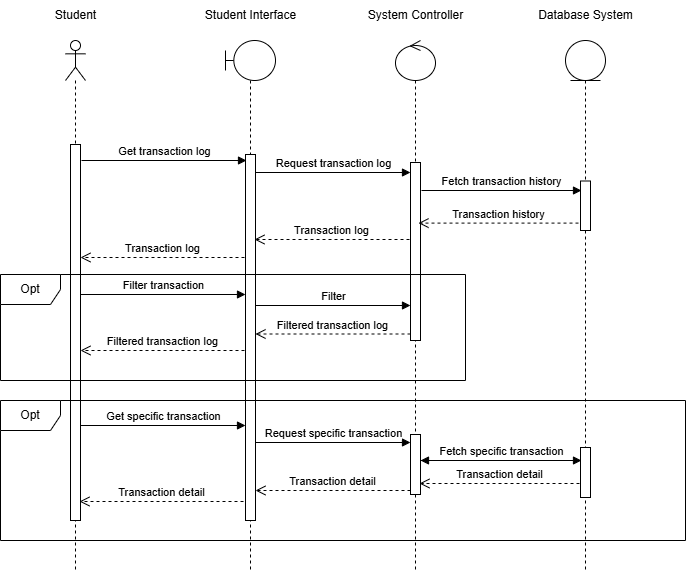 Student
Student Interface
System Controller
Database System
Get transaction log
Request transaction log
Fetch transaction history
Transaction history
Transaction log
Transaction log
Opt
Filter transaction
Filter
Filtered transaction log
Filtered transaction log
Opt
Get specific transaction
Request specific transaction
Fetch specific transaction
Transaction detail
Transaction detail
Transaction detail